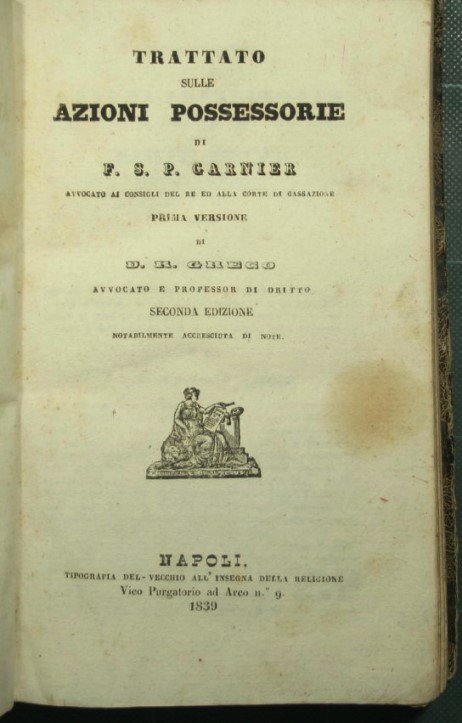 TRATTATO
SULLE
AZIONI POSSESSORIE
DI
F. S. P. GARNIER
AVVOCATO AI CONSIGLI DEL RE ED ALLA CORTE DI CASSAZIONE
PRIMA VERSIONE
DI
D. R. GRECO
AVVOCATO E PROFESSOR DI DRITTO
SECONDA EDIZIONE
NOTABILMENTE ACCRESCIUTA DI NOTE.
NAPOLI.
TIPOGRAFIA DEL-VECCHIO ALL' INSEGNA DELLA RELIGIONE
Vico Purgatorio ad Arco n.° 9.
1839